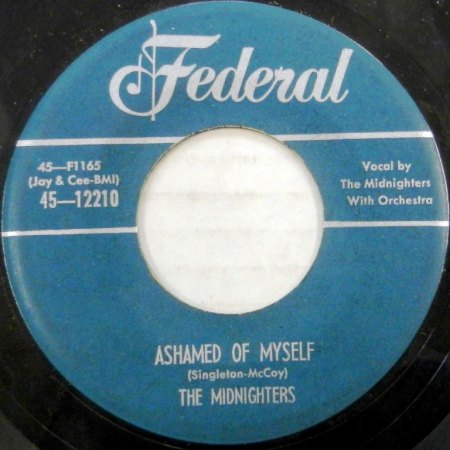 Federal
45—F1165
(Jay & Cee-BMI)
45—12210
Vocal by
The Midnighters
With Orchestra
ASHAMED OF MYSELF
(Singleton-McCoy)
THE MIDNIGHTERS